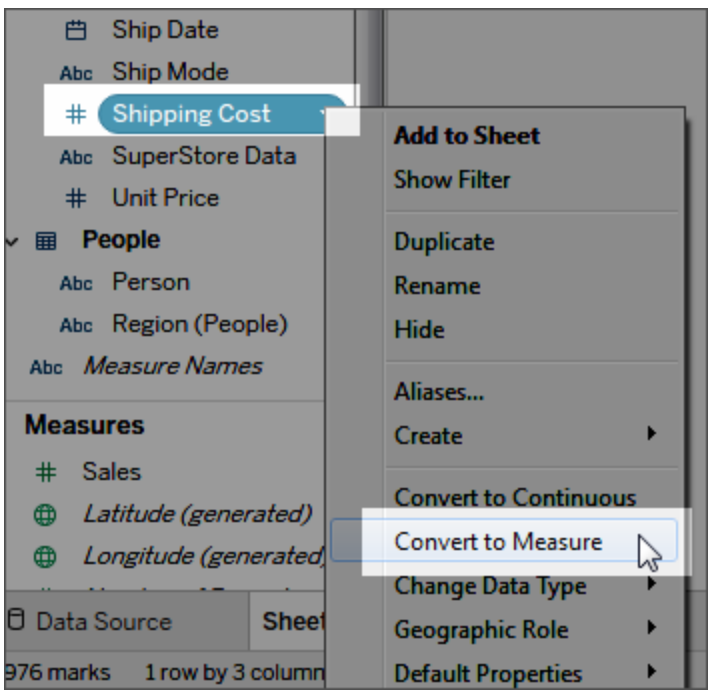 Ship Date
Abc Ship Mode
# Shipping Cost
Abc SuperStore Data
# Unit Price
People
Abc Person
Abc Region (People)
Abc Measure Names
Measures
# Sales
Latitude (generated)
Longitude (generated)
Data Source
Sheet
976 marks 1 row by 3 column
Add to Sheet
Show Filter
Duplicate
Rename
Hide
Aliases...
Create
Convert to Continuous
Convert to Measure
Change Data Type
Geographic Role
Default Properties